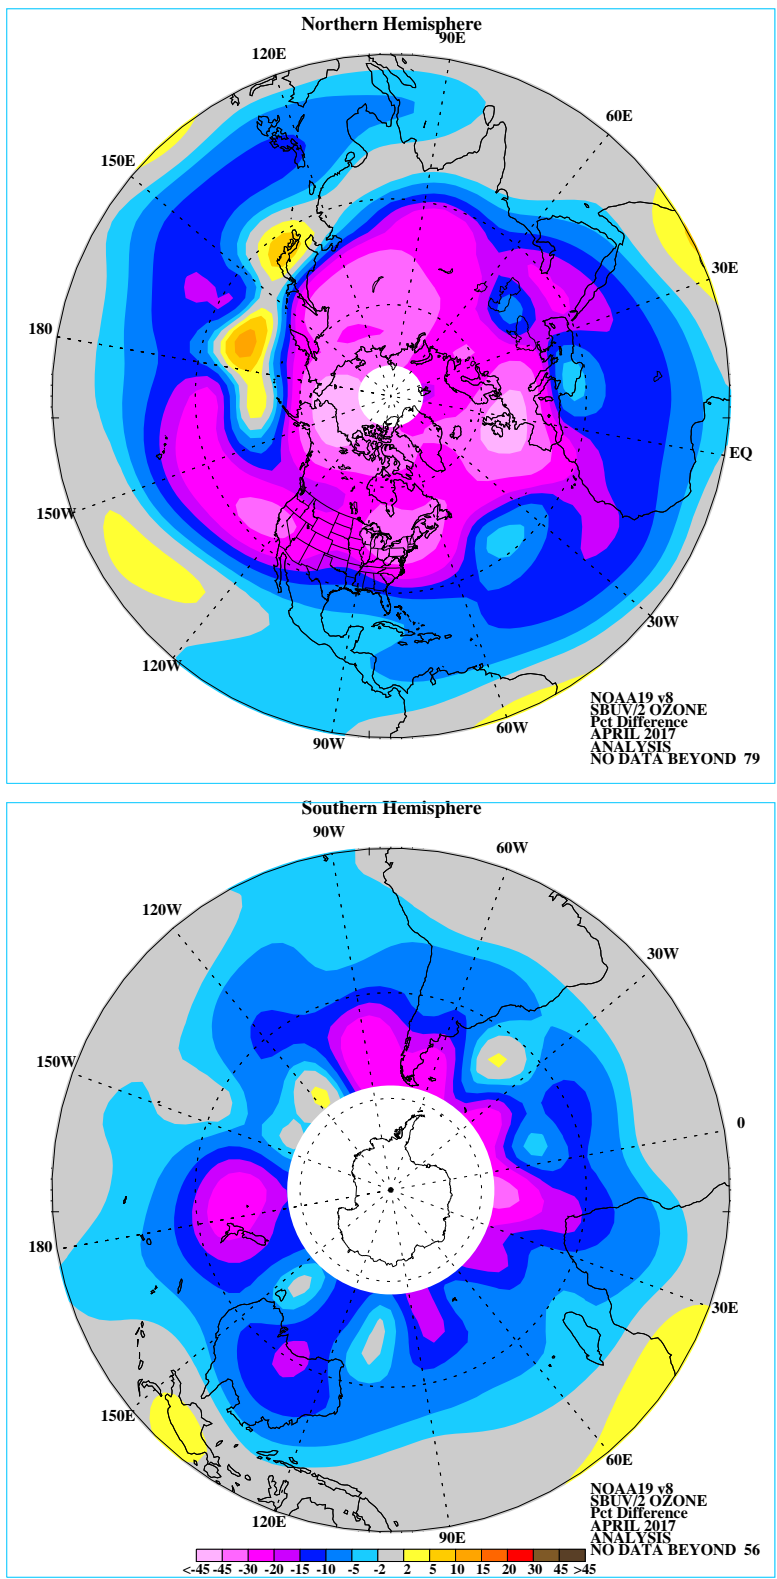 Northern Hemisphere
90E
120E
60E
150E
30E
180
EQ
150W
30W
120W
60W
90W
NOAA19 v8
SBUV/2 OZONE
Pct Difference
APRIL 2017
ANALYSIS
NO DATA BEYOND 79
Southern Hemisphere
90W
60W
120W
30W
150W
0
180
30E
150E
60E
120E
90E
NOAA19 v8
SBUV/2 OZONE
Pct Difference
APRIL 2017
ANALYSIS
NO DATA BEYOND 56
<-45 -45 -30 -20 -15 -10 -5 -2 2 5 10 15 20 30 45 >45